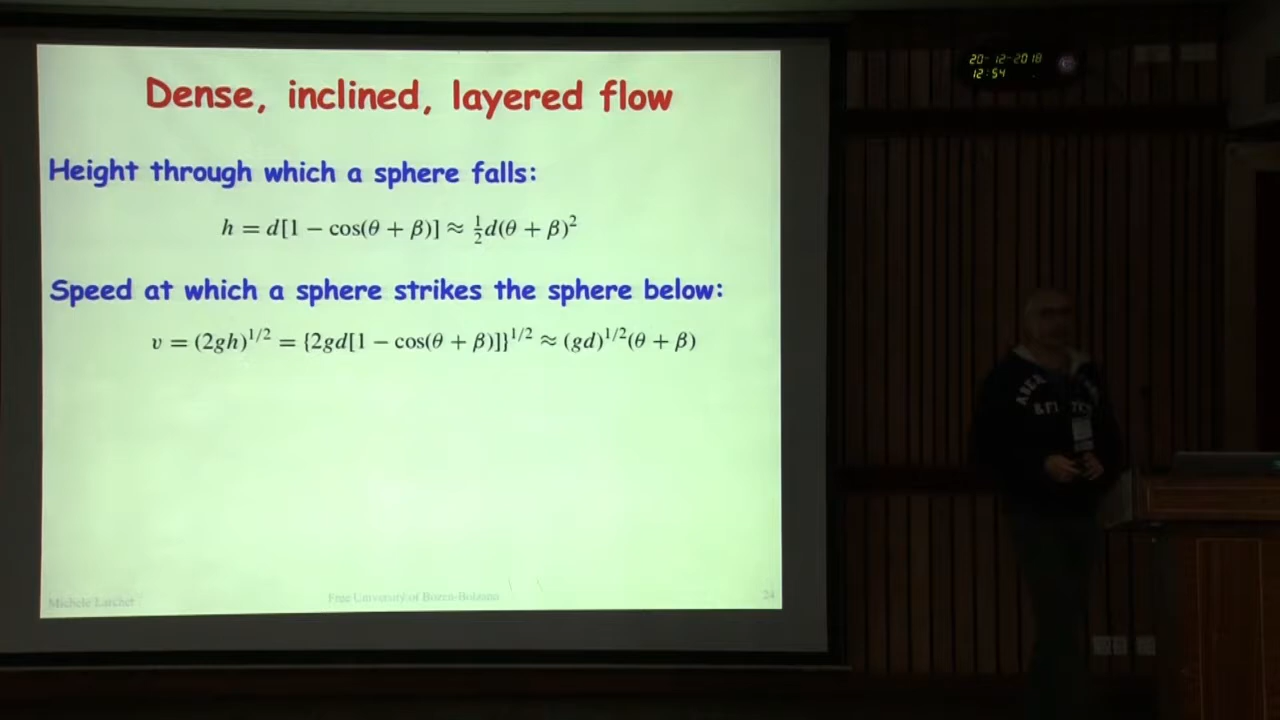 20-12-2018
12:54
Dense, inclined, layered flow
Height through which a sphere falls:
h = d[1 − cos(θ + β)] ≈ ½d(θ + β)²
Speed at which a sphere strikes the sphere below:
v = (2gh)^1/2 = {2gd[1 − cos(θ + β)]}^1/2 ≈ (gd)^1/2(θ + β)
Michele Larcher
Free University of Bozen-Bolzano
24